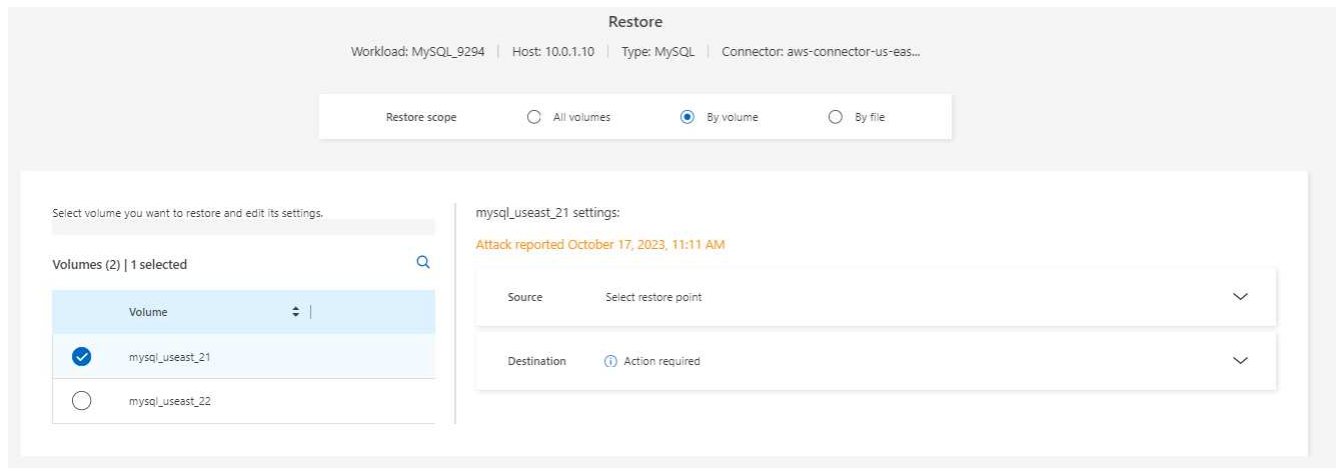 Restore
Workload: MySQL_9294 | Host: 10.0.1.10 | Type: MySQL | Connector: aws-connector-us-eas...
Restore scope All volumes By volume By file
Select volume you want to restore and edit its settings.
Volumes (2) | 1 selected
Volume
mysql_useast_21
mysql_useast_22
mysql_useast_21 settings:
Attack reported October 17, 2023, 11:11 AM
Source Select restore point
Destination Action required